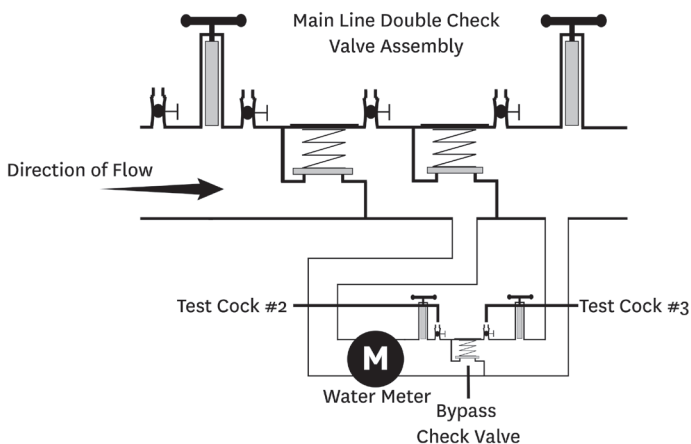 Main Line Double Check
Valve Assembly
Direction of Flow
Test Cock #2
Test Cock #3
M
Water Meter
Bypass
Check Valve